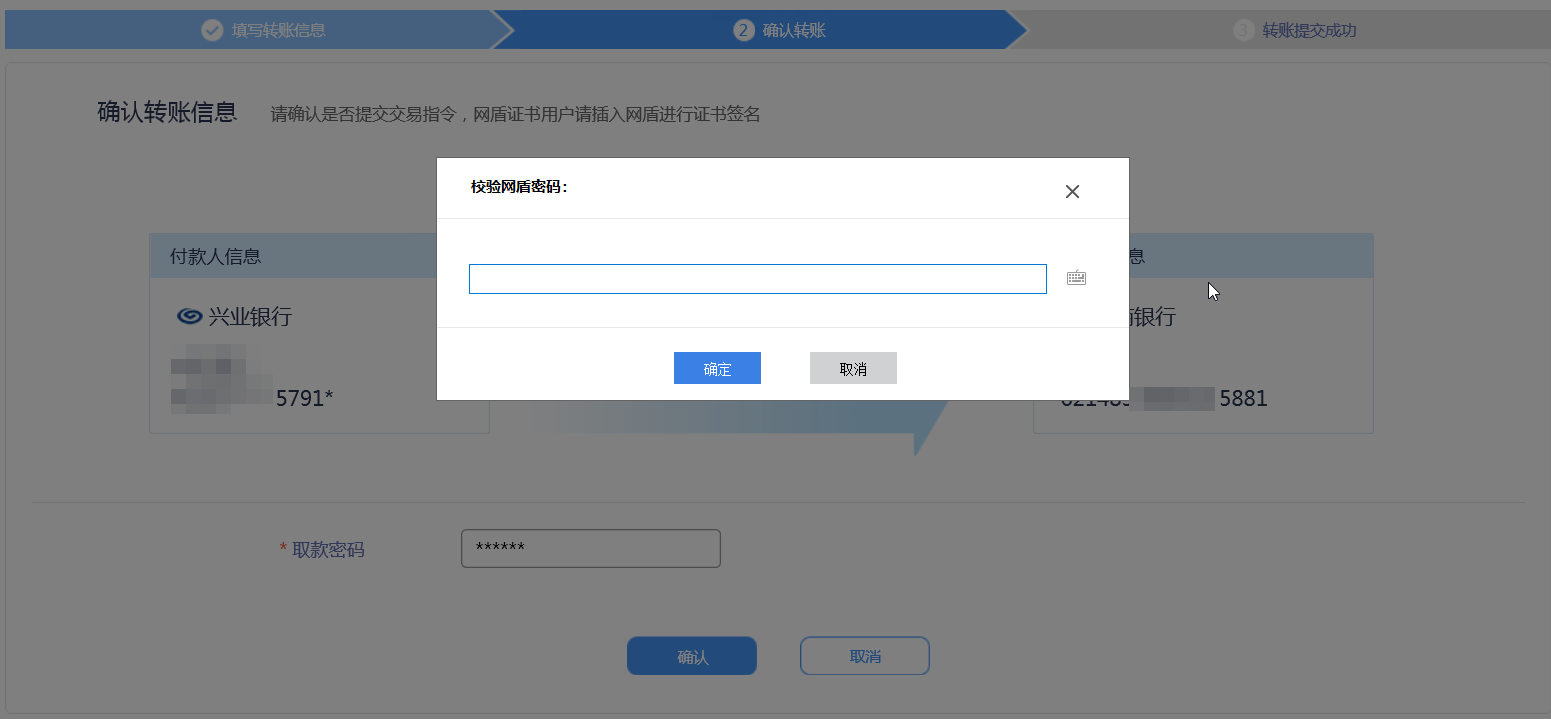 填写转账信息
2 确认转账
3 转账提交成功
确认转账信息
请确认是否提交交易指令，网盾证书用户请插入网盾进行证书签名
校验网盾密码:
付款人信息
息
兴业银行
银行
确定
取消
5791*
5881
* 取款密码
******
确认
取消